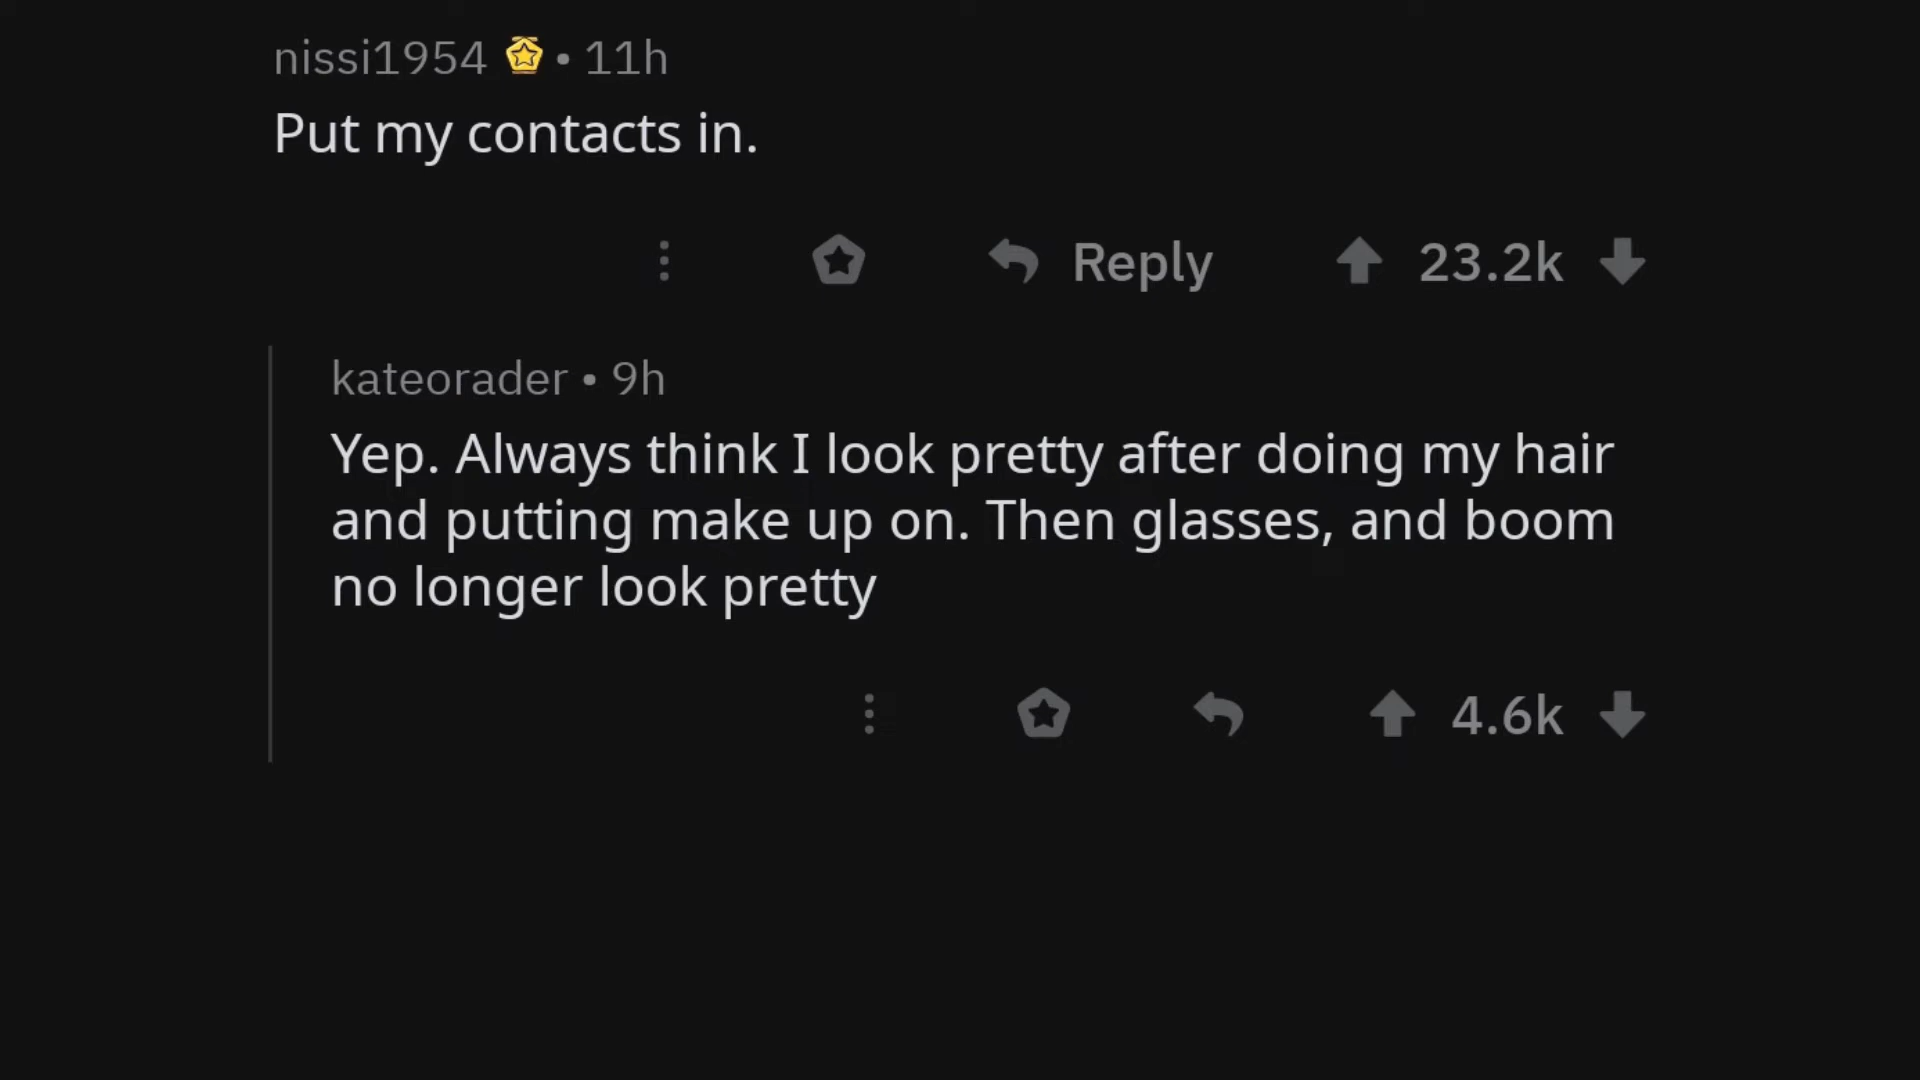 nissi1954 • 11h
Put my contacts in.
Reply 23.2k
kateorader • 9h
Yep. Always think I look pretty after doing my hair
and putting make up on. Then glasses, and boom
no longer look pretty
4.6k